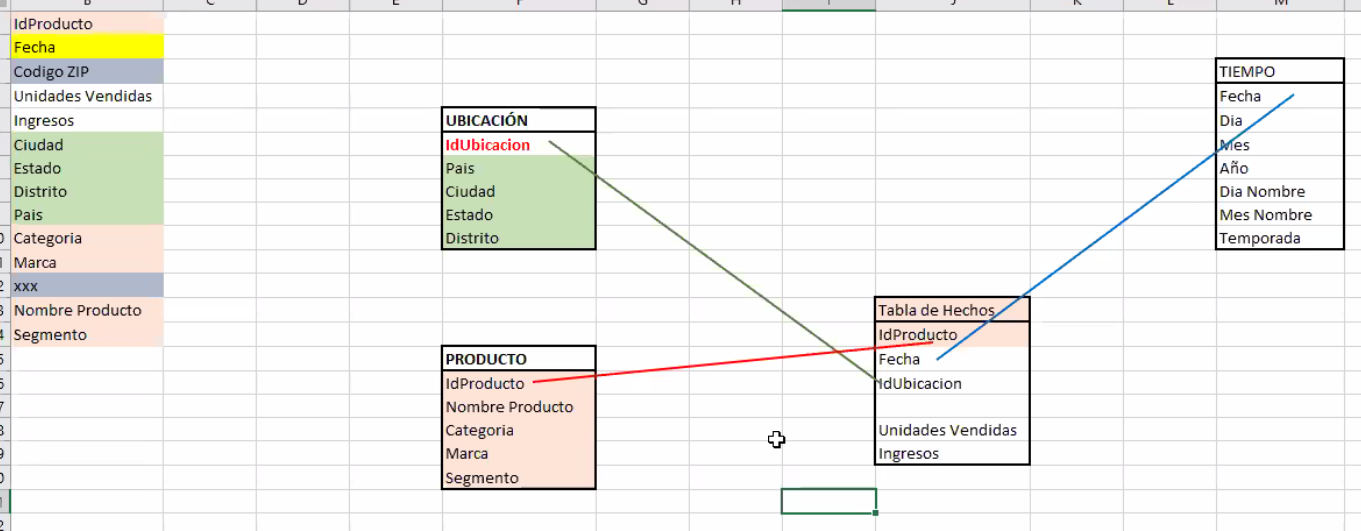 IdProducto
Fecha
Codigo ZIP
Unidades Vendidas
Ingresos
Ciudad
Estado
Distrito
Pais
Categoria
Marca
xxx
Nombre Producto
Segmento
UBICACIÓN
IdUbicacion
Pais
Ciudad
Estado
Distrito
PRODUCTO
IdProducto
Nombre Producto
Categoria
Marca
Segmento
Tabla de Hechos
IdProducto
Fecha
IdUbicacion
Unidades Vendidas
Ingresos
TIEMPO
Fecha
Dia
Mes
Año
Dia Nombre
Mes Nombre
Temporada